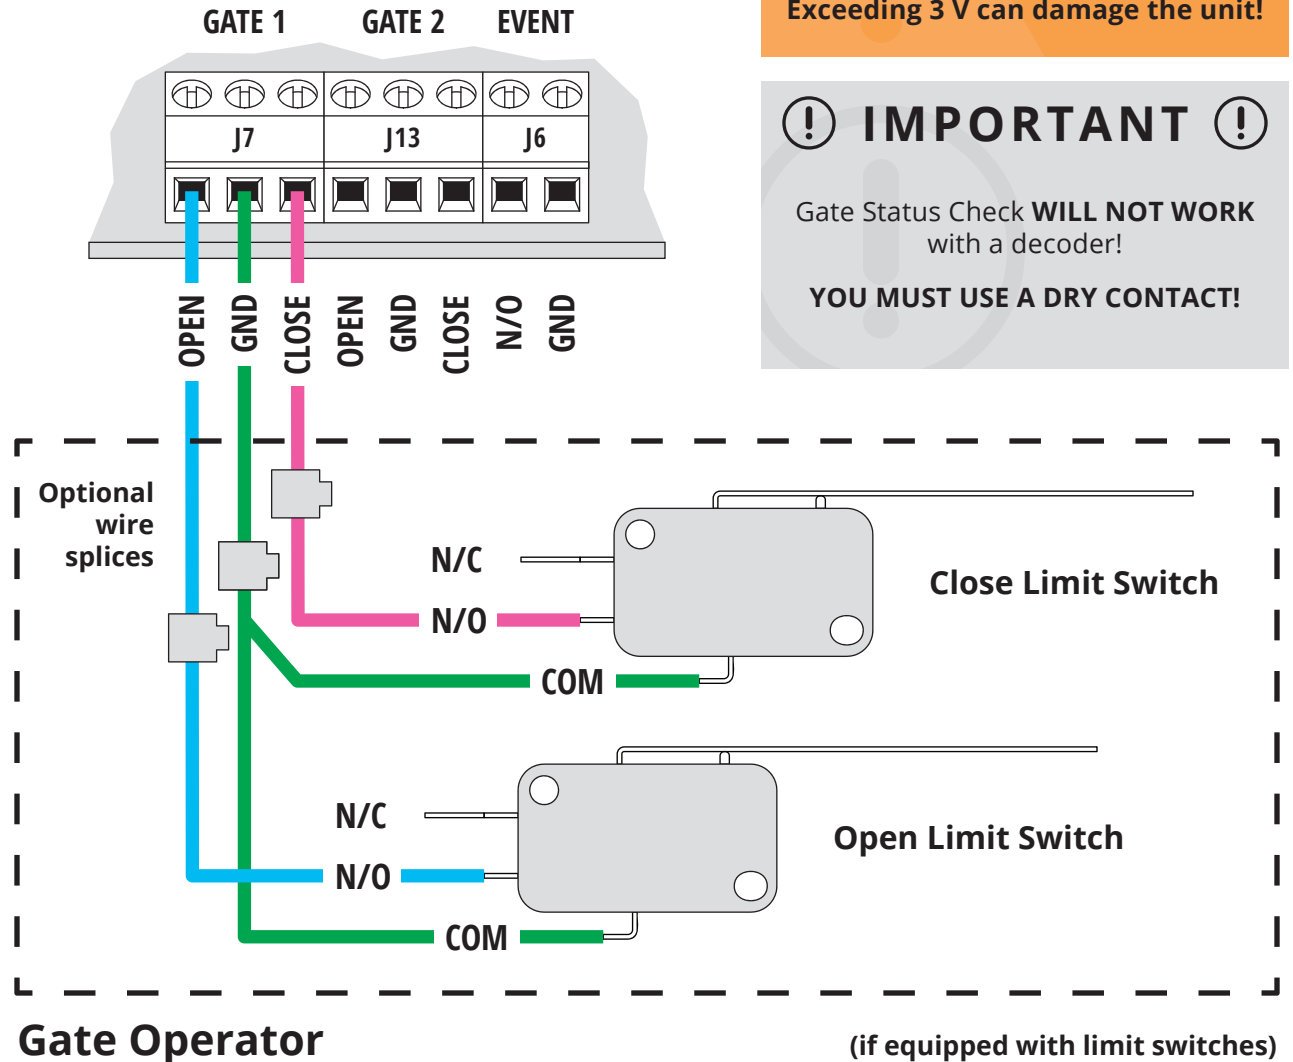 GATE 1 GATE 2 EVENT
Exceeding 3 V can damage the unit!
J7 J13 J6
IMPORTANT
Gate Status Check WILL NOT WORK
with a decoder!
YOU MUST USE A DRY CONTACT!
OPEN GND CLOSE OPEN GND CLOSE N/O GND
Optional
wire
splices
N/C
N/O
COM
Close Limit Switch
N/C
N/O
COM
Open Limit Switch
Gate Operator
(if equipped with limit switches)